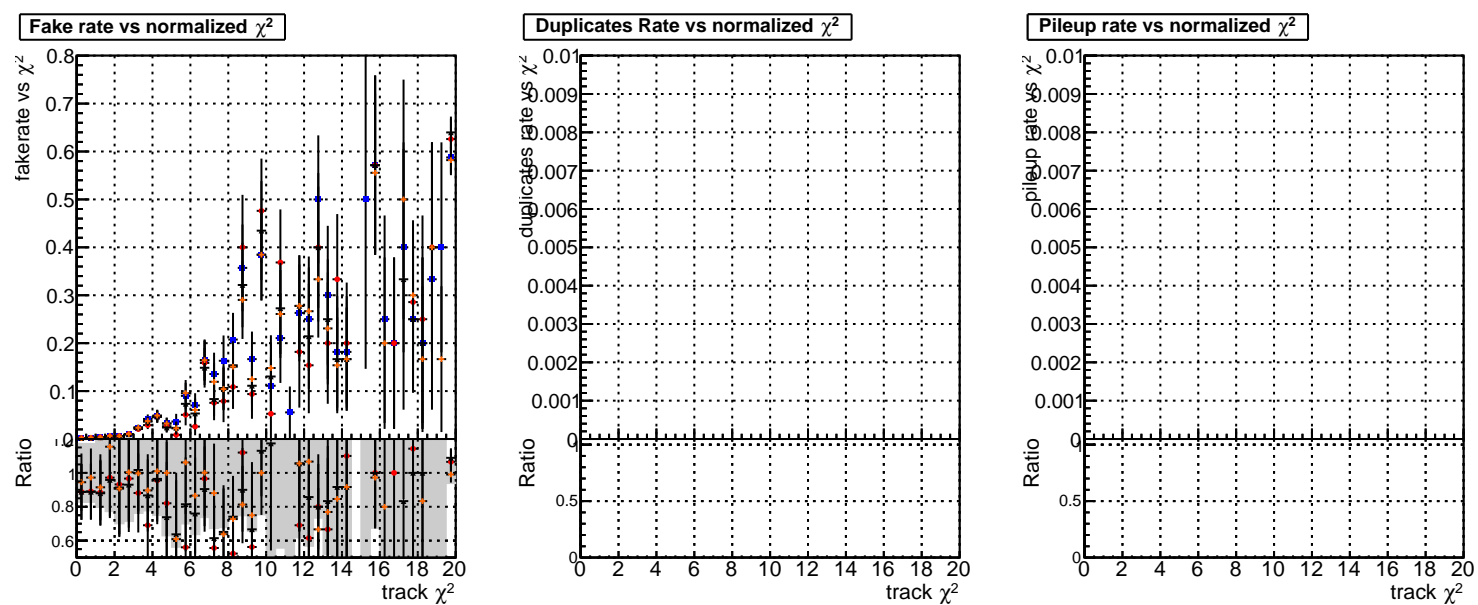 Fake rate vs normalized χ²
fakerate vs χ²
0.8
0.7
0.6
0.5
0.4
0.3
0.2
0.1
0
Ratio
1
0.8
0.6
0 2 4 6 8 10 12 14 16 18 20
track χ²
Duplicates Rate vs normalized χ²
duplicates rate vs χ²
0.01
0.009
0.008
0.007
0.006
0.005
0.004
0.003
0.002
0.001
0
Ratio
1
0.5
0
0 2 4 6 8 10 12 14 16 18 20
track χ²
Pileup rate vs normalized χ²
pileup rate vs χ²
0.01
0.009
0.008
0.007
0.006
0.005
0.004
0.003
0.002
0.001
0
Ratio
1
0.5
0
0 2 4 6 8 10 12 14 16 18 20
track χ²